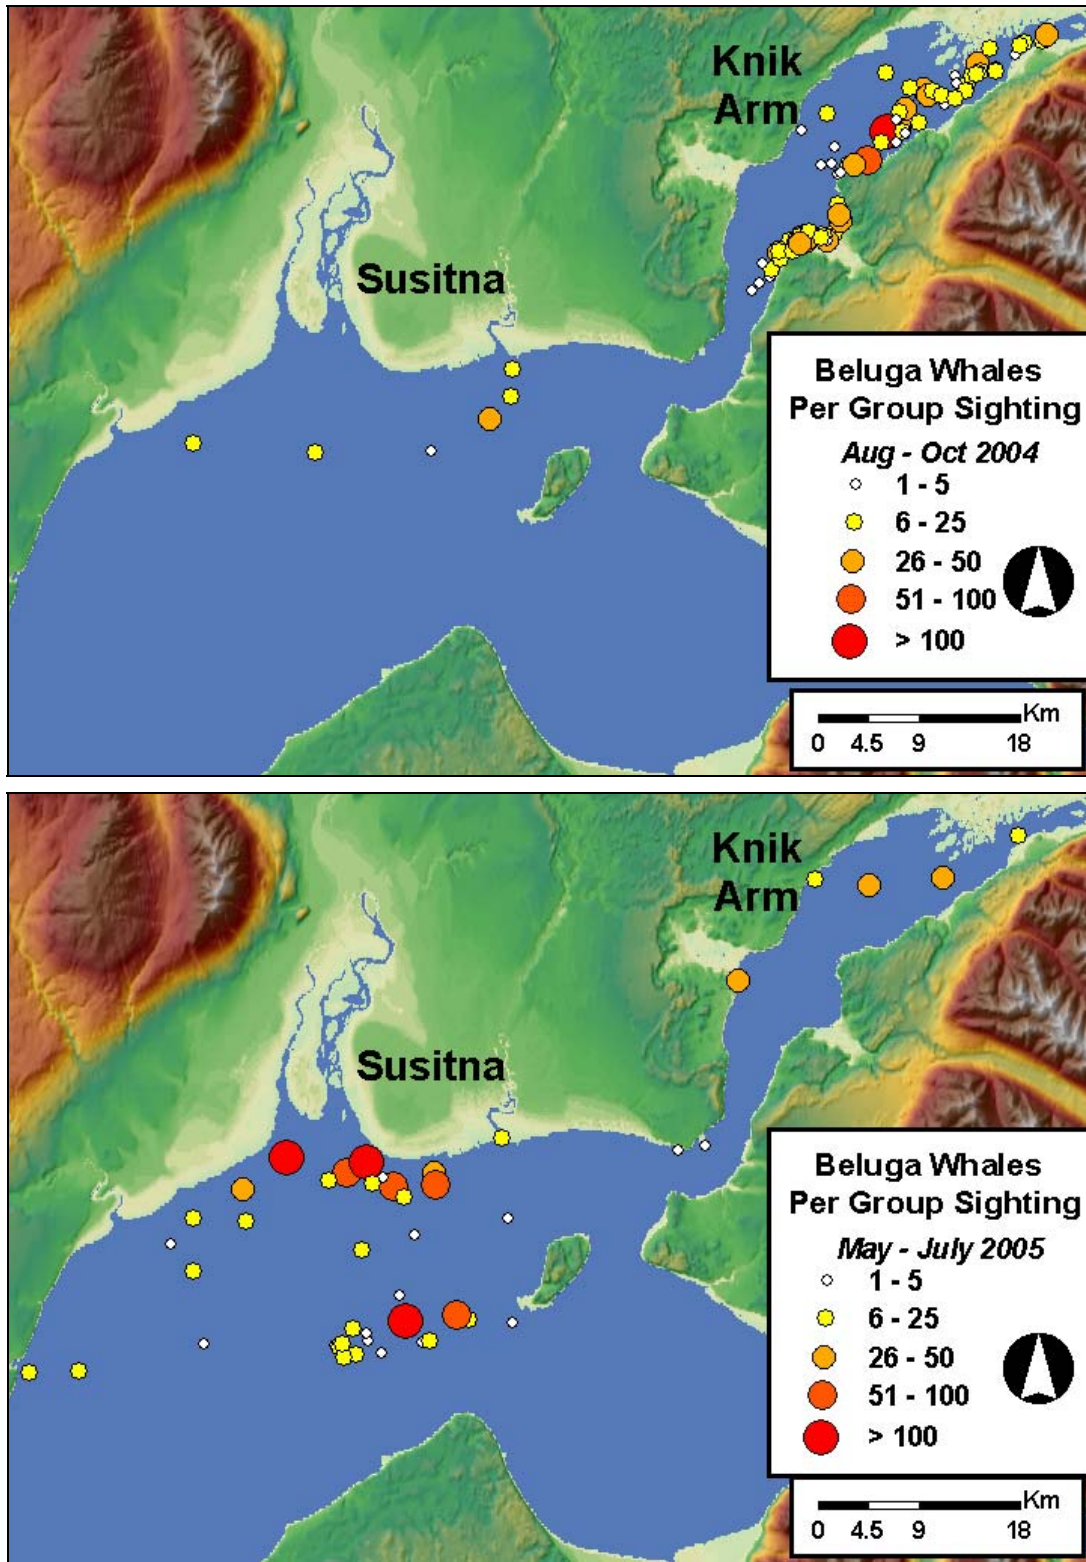 Knik
Arm
Susitna
Beluga Whales
Per Group Sighting
Aug - Oct 2004
1 - 5
6 - 25
26 - 50
51 - 100
> 100
Km
0 4.5 9 18
Knik
Arm
Susitna
Beluga Whales
Per Group Sighting
May - July 2005
1 - 5
6 - 25
26 - 50
51 - 100
> 100
Km
0 4.5 9 18